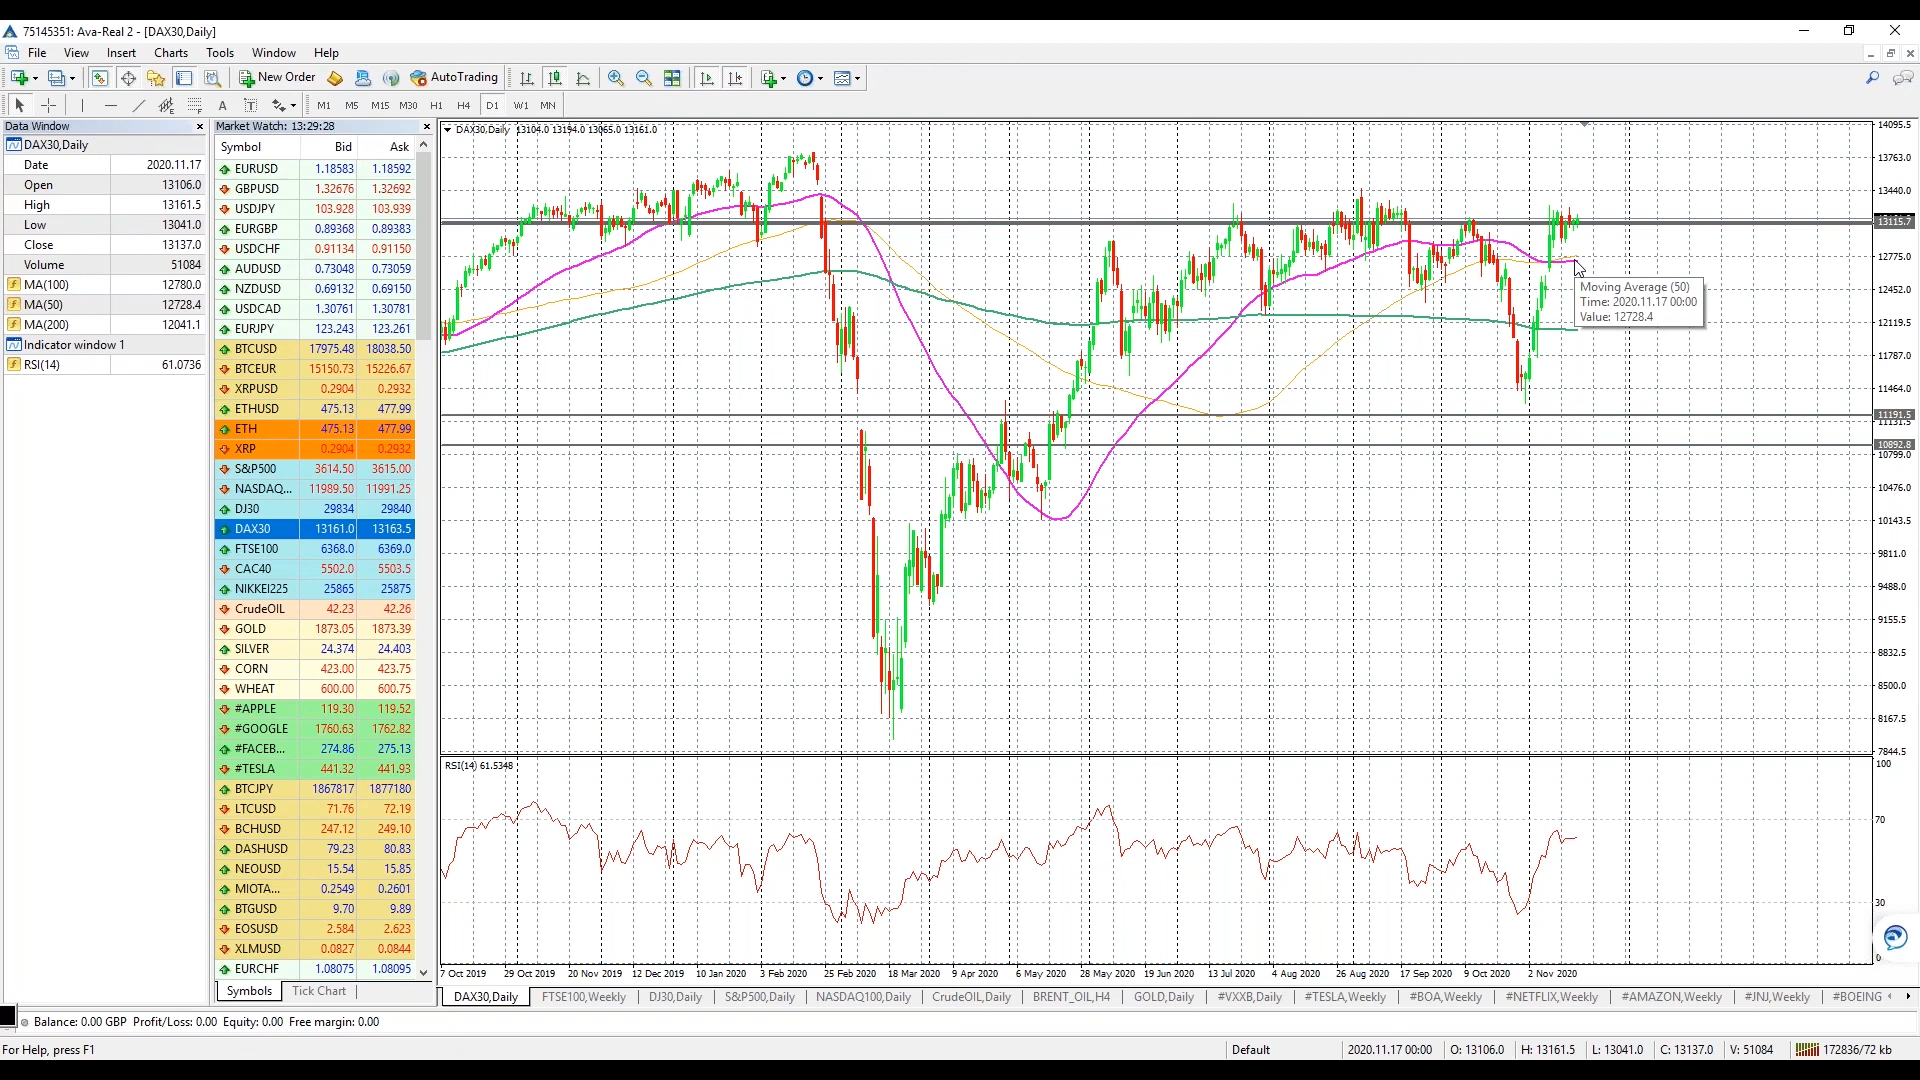 75145351: Ava-Real 2 - [DAX30,Daily]
File View Insert Charts Tools Window Help
New Order AutoTrading
A T M1 M5 M15 M30 H1 H4 D1 W1 MN
Data Window
DAX30,Daily
Date 2020.11.17
Open 13106.0
High 13161.5
Low 13041.0
Close 13137.0
Volume 51084
MA(100) 12780.0
MA(50) 12728.4
MA(200) 12041.1
Indicator window 1
RSI(14) 61.0736
Market Watch: 13:29:28
Symbol Bid Ask
EURUSD 1.18583 1.18592
GBPUSD 1.32676 1.32692
USDJPY 103.928 103.939
EURGBP 0.89368 0.89383
USDCHF 0.91134 0.91150
AUDUSD 0.73048 0.73059
NZDUSD 0.69132 0.69150
USDCAD 1.30761 1.30781
EURJPY 123.243 123.261
BTCUSD 17975.48 18038.50
BTCEUR 15150.73 15226.67
XRPUSD 0.2904 0.2932
ETHUSD 475.13 477.99
ETH 475.13 477.99
XRP 0.2904 0.2932
S&P500 3614.50 3615.00
NASDAQ... 11989.50 11991.25
DJ30 29834 29840
DAX30 13161.0 13163.5
FTSE100 6368.0 6369.0
CAC40 5502.0 5503.5
NIKKEI225 25865 25875
CrudeOIL 42.23 42.26
GOLD 1873.05 1873.39
SILVER 24.374 24.403
CORN 423.00 423.75
WHEAT 600.00 600.75
#APPLE 119.30 119.52
#GOOGLE 1760.63 1762.82
#FACEB... 274.86 275.13
#TESLA 441.32 441.93
BTCJPY 1867817 1877180
LTCUSD 71.76 72.19
BCHUSD 247.12 249.10
DASHUSD 79.23 80.83
NEOUSD 15.54 15.85
MIOTA... 0.2549 0.2601
BTGUSD 9.70 9.89
EOSUSD 2.584 2.623
XLMUSD 0.0827 0.0844
EURCHF 1.08075 1.08095
Symbols Tick Chart
DAX30,Daily 13104.0 13194.0 13065.0 13161.0
14095.5
13763.0
13440.0
13115.7
12775.0
12452.0
12119.5
11787.0
11464.0
11191.5
11131.5
10892.8
10799.0
10476.0
10143.5
9811.0
9488.0
9155.5
8832.5
8500.0
8167.5
7844.5
Moving Average (50)
Time: 2020.11.17 00:00
Value: 12728.4
RSI(14) 61.5348
100
70
30
0
7 Oct 2019 29 Oct 2019 20 Nov 2019 12 Dec 2019 10 Jan 2020 3 Feb 2020 25 Feb 2020 18 Mar 2020 9 Apr 2020 6 May 2020 28 May 2020 19 Jun 2020 13 Jul 2020 4 Aug 2020 26 Aug 2020 17 Sep 2020 9 Oct 2020 2 Nov 2020
DAX30,Daily FTSE100,Weekly DJ30,Daily S&P500,Daily NASDAQ100,Daily CrudeOIL,Daily BRENT_OIL,H4 GOLD,Daily #VXXB,Daily #TESLA,Weekly #BOA,Weekly #NETFLIX,Weekly #AMAZON,Weekly #JNJ,Weekly #BOEING
Balance: 0.00 GBP Profit/Loss: 0.00 Equity: 0.00 Free margin: 0.00
For Help, press F1 Default 2020.11.17 00:00 O: 13106.0 H: 13161.5 L: 13041.0 C: 13137.0 V: 51084 172836/72 kb